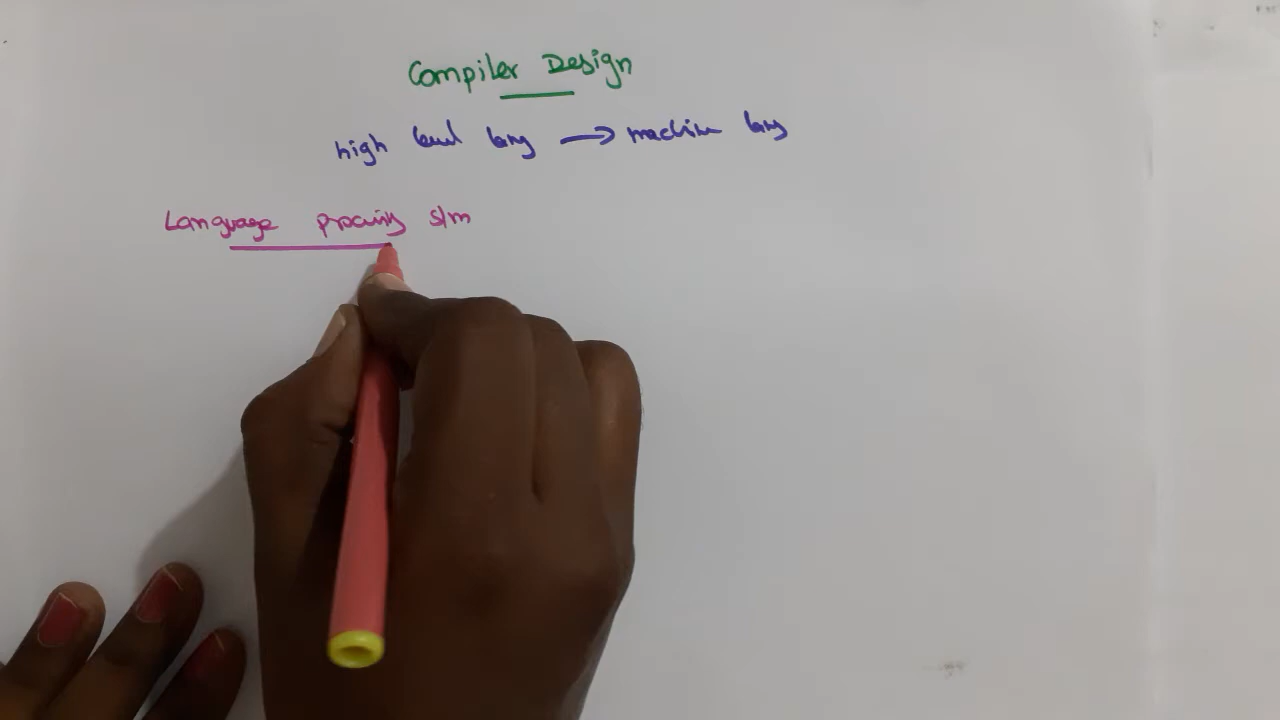 Compiler Design
high level lang → machine lang
Language processing s/m